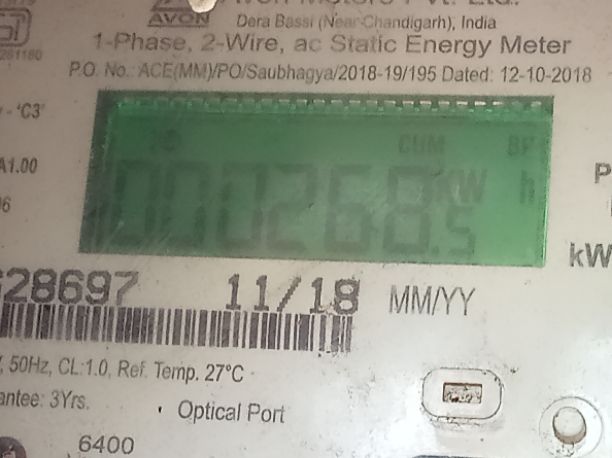 AVON
Dera Bassi (Near Chandigarh), India
1-Phase, 2-Wire, ac Static Energy Meter
P.O. No.: ACE(MM)/PO/Saubhagya/2018-19/195 Dated: 12-10-2018
- 'C3'
A1.00
CUM
000268.5 kWh
kW
28697 11/18 MM/YY
, 50Hz, CL:1.0, Ref. Temp. 27°C
antee: 3Yrs.
Optical Port
6400